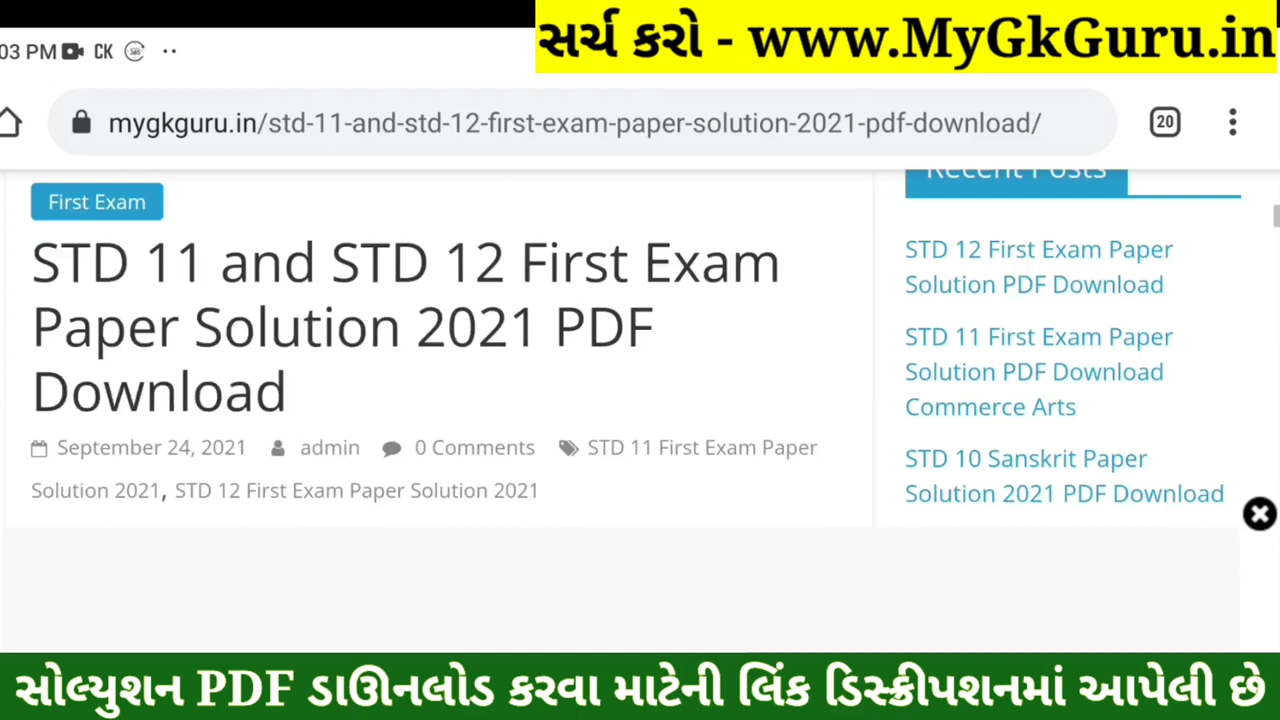 સર્ચ કરો - www.MyGkGuru.in
03 PM CK
mygkguru.in/std-11-and-std-12-first-exam-paper-solution-2021-pdf-download/
20
First Exam
STD 11 and STD 12 First Exam
Paper Solution 2021 PDF
Download
September 24, 2021 admin 0 Comments STD 11 First Exam Paper
Solution 2021, STD 12 First Exam Paper Solution 2021
Recent Posts
STD 12 First Exam Paper
Solution PDF Download
STD 11 First Exam Paper
Solution PDF Download
Commerce Arts
STD 10 Sanskrit Paper
Solution 2021 PDF Download
સોલ્યુશન PDF ડાઊનલોડ કરવા માટેની લિંક ડિસ્ક્રીપશનમાં આપેલી છે